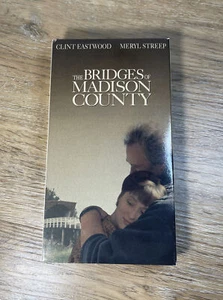 CLINT EASTWOOD MERYL STREEP
THE BRIDGES OF
MADISON
COUNTY